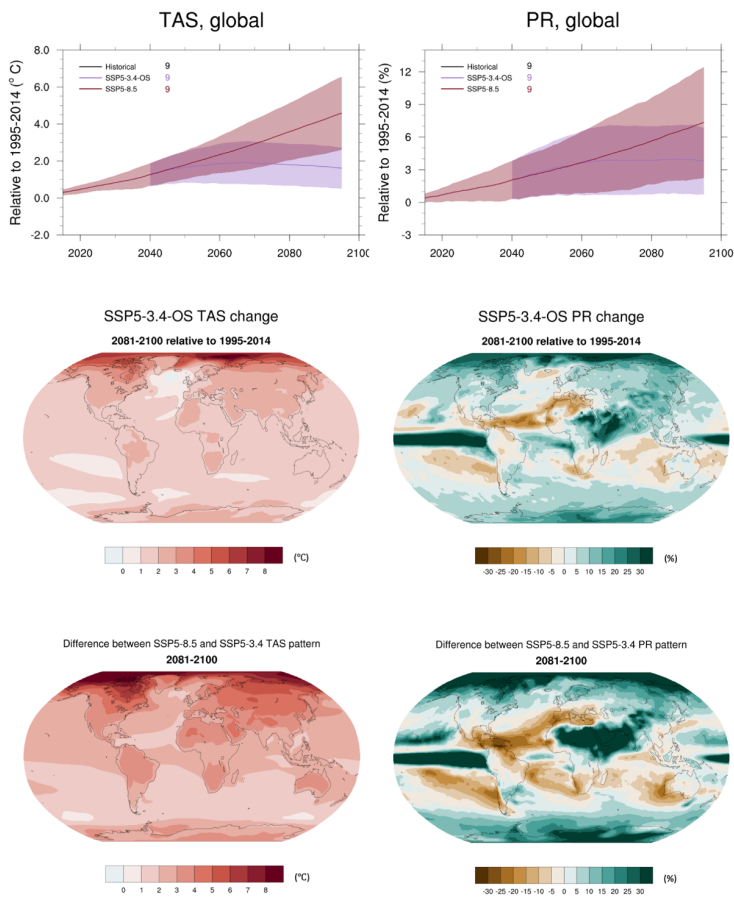 TAS, global
Relative to 1995-2014 (° C)
8.0
6.0
4.0
2.0
0.0
-2.0
Historical 9
SSP5-3.4-OS 9
SSP5-8.5 9
2020 2040 2060 2080 210
PR, global
Relative to 1995-2014 (%)
12
9
6
3
0
-3
Historical 9
SSP5-3.4-OS 9
SSP5-8.5 9
2020 2040 2060 2080 2100
SSP5-3.4-OS TAS change
2081-2100 relative to 1995-2014
0 1 2 3 4 5 6 7 8 (°C)
SSP5-3.4-OS PR change
2081-2100 relative to 1995-2014
-30 -25 -20 -15 -10 -5 0 5 10 15 20 25 30 (%)
Difference between SSP5-8.5 and SSP5-3.4 TAS pattern
2081-2100
0 1 2 3 4 5 6 7 8 (°C)
Difference between SSP5-8.5 and SSP5-3.4 PR pattern
2081-2100
-30 -25 -20 -15 -10 -5 0 5 10 15 20 25 30 (%)